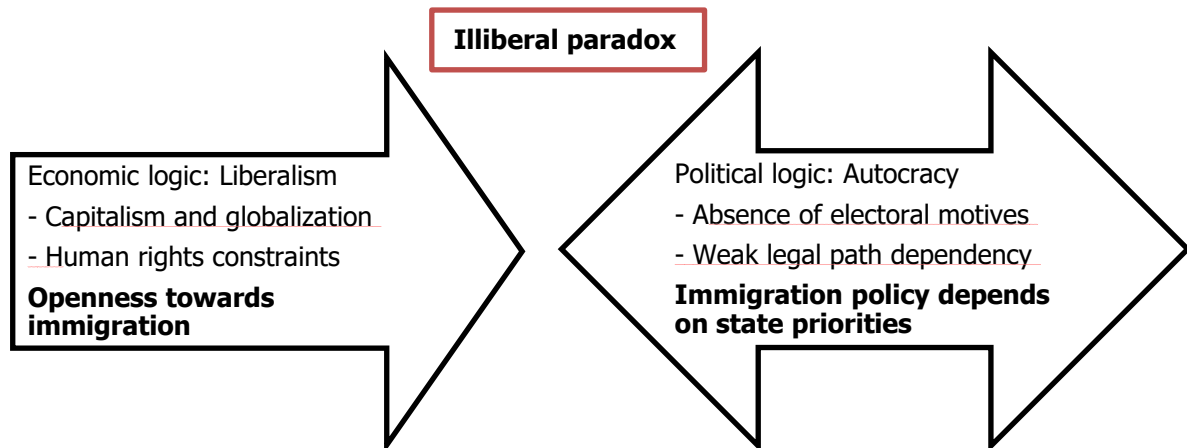 Illiberal paradox
Economic logic: Liberalism
- Capitalism and globalization
- Human rights constraints
Openness towards
immigration
Political logic: Autocracy
- Absence of electoral motives
- Weak legal path dependency
Immigration policy depends
on state priorities